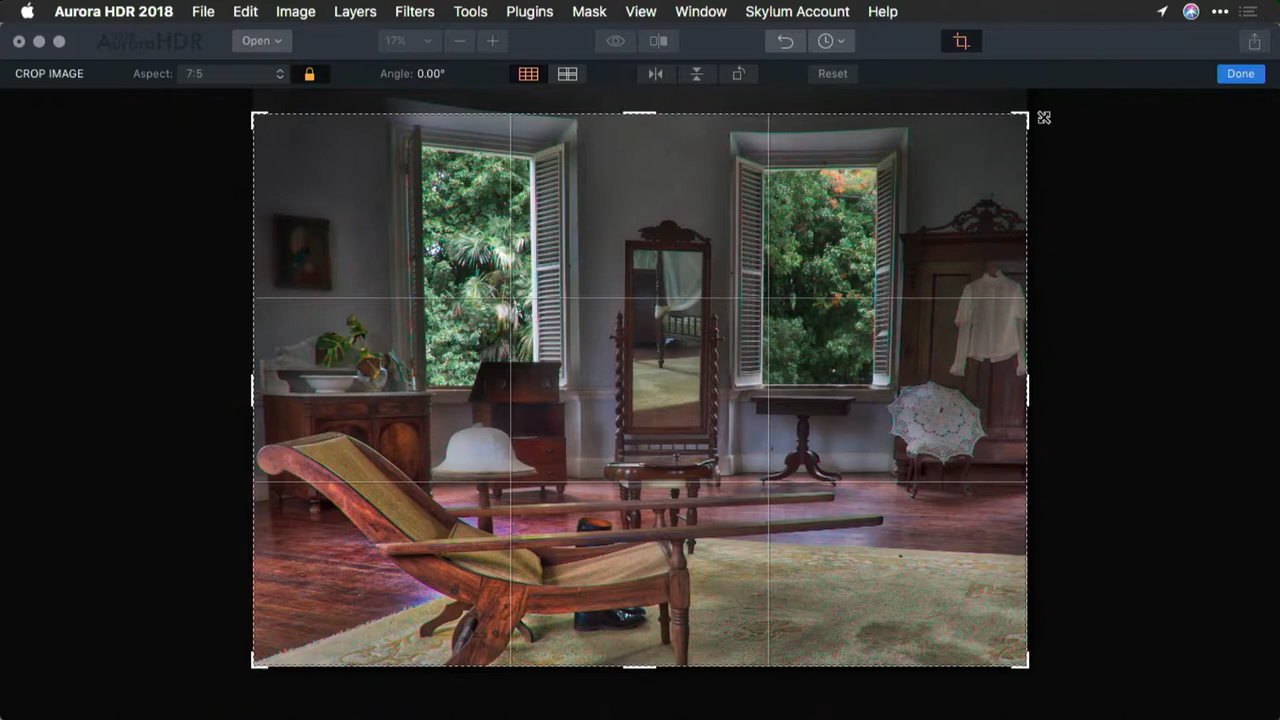 Aurora HDR 2018 File Edit Image Layers Filters Tools Plugins Mask View Window Skylum Account Help
AuroraHDR Open 17%
CROP IMAGE Aspect: 7:5 Angle: 0.00° Reset Done